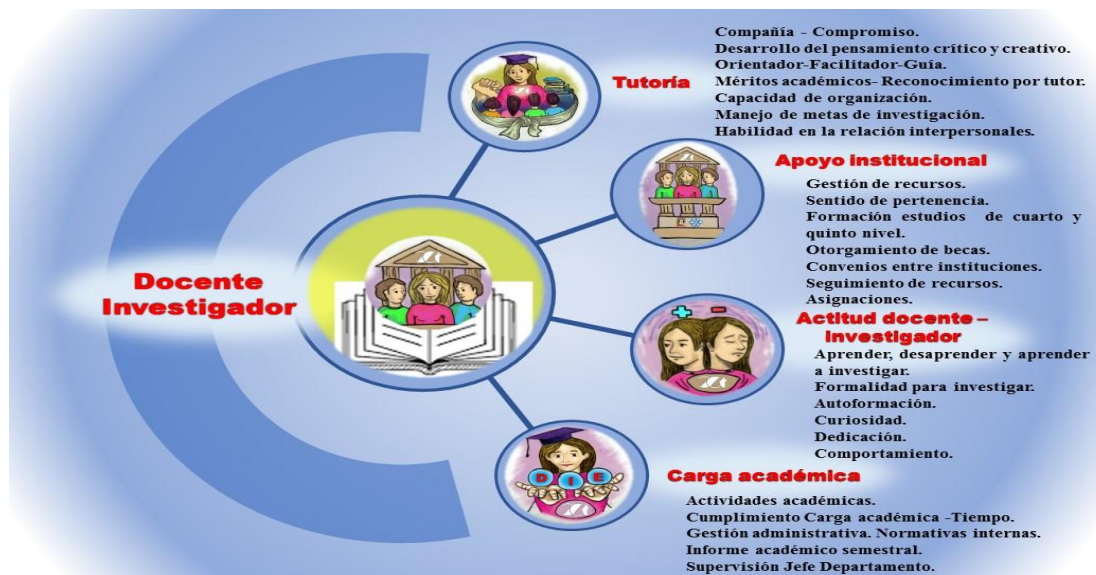 Docente
Investigador
Tutoría
Compañía - Compromiso.
Desarrollo del pensamiento crítico y creativo.
Orientador-Facilitador-Guía.
Méritos académicos- Reconocimiento por tutor.
Capacidad de organización.
Manejo de metas de investigación.
Habilidad en la relación interpersonales.
Apoyo institucional
Gestión de recursos.
Sentido de pertenencia.
Formación estudios de cuarto y
quinto nivel.
Otorgamiento de becas.
Convenios entre instituciones.
Seguimiento de recursos.
Asignaciones.
Actitud docente –
investigador
Aprender, desaprender y aprender
a investigar.
Formalidad para investigar.
Autoformación.
Curiosidad.
Dedicación.
Comportamiento.
D I E
Carga académica
Actividades académicas.
Cumplimiento Carga académica -Tiempo.
Gestión administrativa. Normativas internas.
Informe académico semestral.
Supervisión Jefe Departamento.